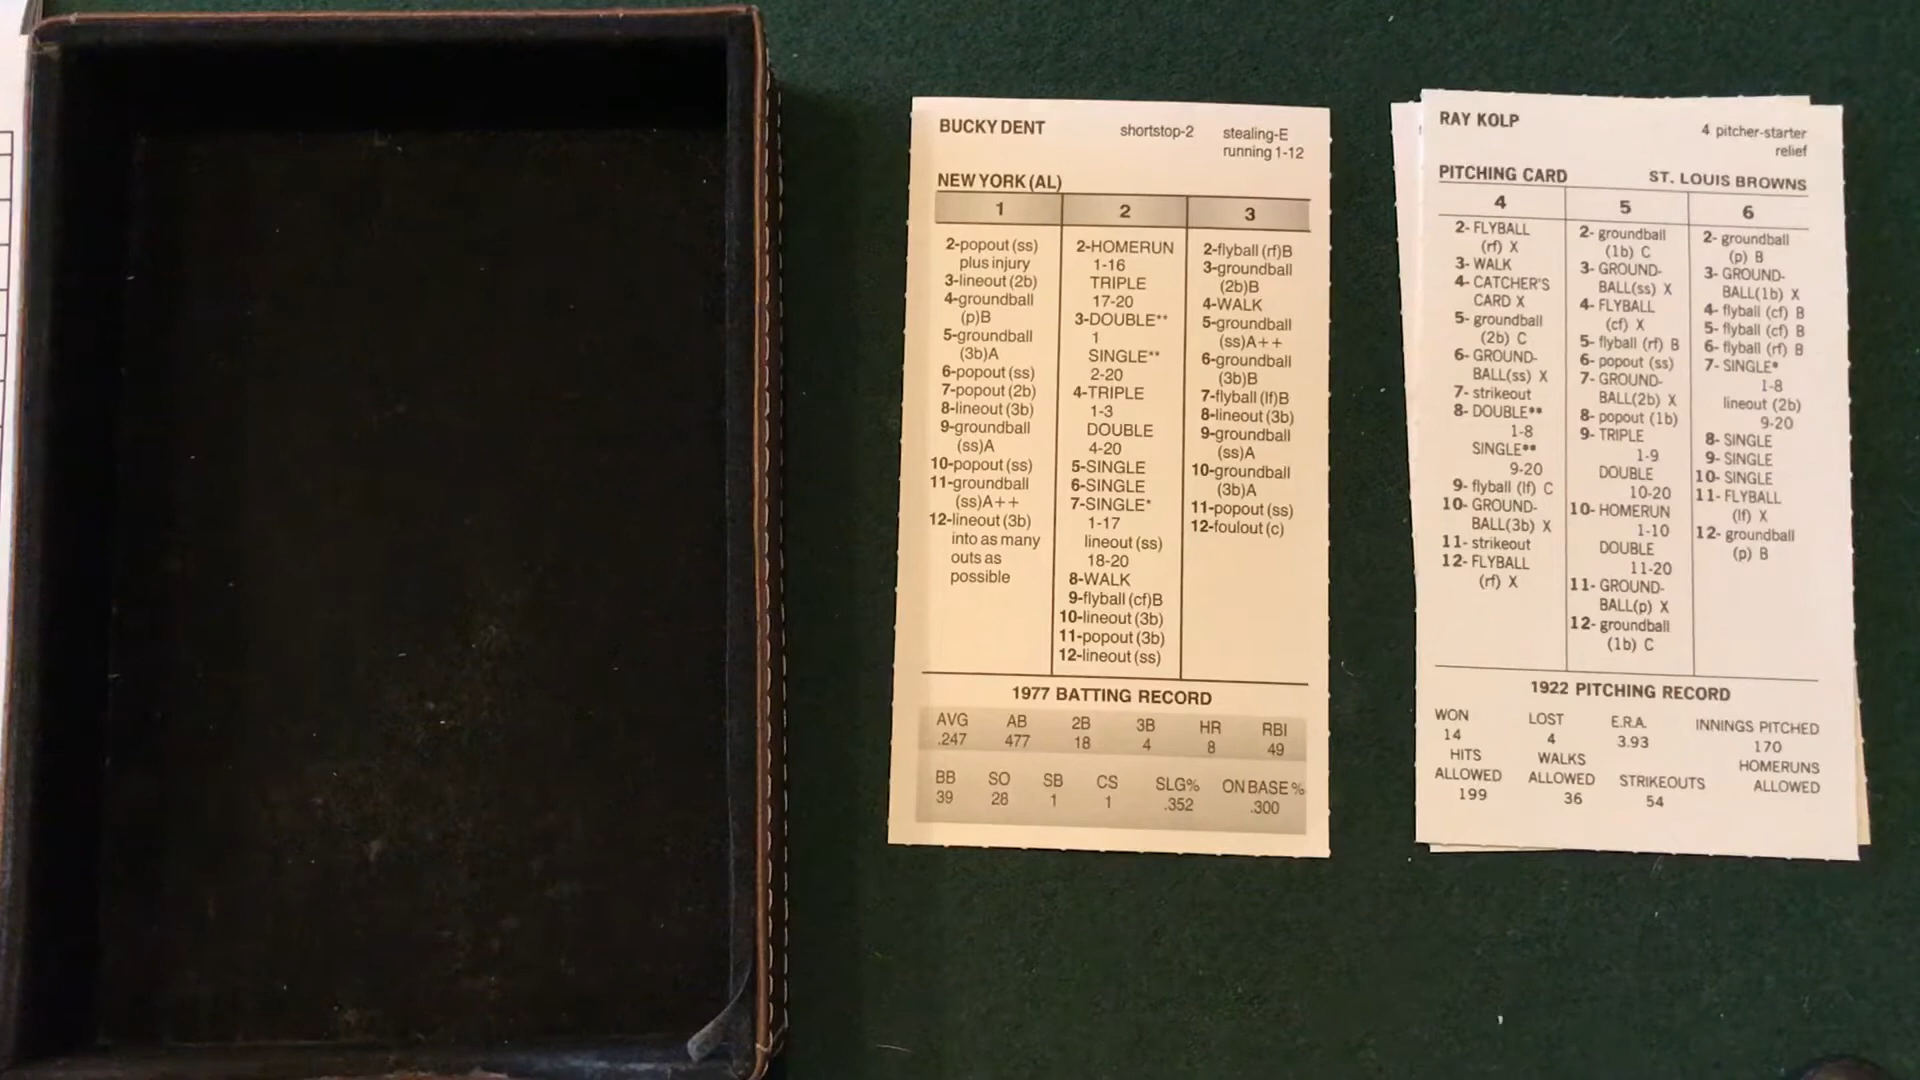 BUCKY DENT
shortstop-2
stealing-E
running 1-12
NEW YORK (AL)
1
2
3
2-popout (ss)
plus injury
3-lineout (2b)
4-groundball
(p)B
5-groundball
(3b)A
6-popout (ss)
7-popout (2b)
8-lineout (3b)
9-groundball
(ss)A
10-popout (ss)
11-groundball
(ss)A++
12-lineout (3b)
into as many
outs as
possible
2-HOMERUN
1-16
TRIPLE
17-20
3-DOUBLE**
1
SINGLE**
2-20
4-TRIPLE
1-3
DOUBLE
4-20
5-SINGLE
6-SINGLE
7-SINGLE*
1-17
lineout (ss)
18-20
8-WALK
9-flyball (cf)B
10-lineout (3b)
11-popout (3b)
12-lineout (ss)
2-flyball (rf)B
3-groundball
(2b)B
4-WALK
5-groundball
(ss)A++
6-groundball
(3b)B
7-flyball (lf)B
8-lineout (3b)
9-groundball
(ss)A
10-groundball
(3b)A
11-popout (ss)
12-foulout (c)
1977 BATTING RECORD
AVG AB 2B 3B HR RBI
.247 477 18 4 8 49
BB SO SB CS SLG% ON BASE %
39 28 1 1 .352 .300
RAY KOLP
4 pitcher-starter
relief
PITCHING CARD
ST. LOUIS BROWNS
4
5
6
2- FLYBALL
(rf) X
3- WALK
4- CATCHER'S
CARD X
5- groundball
(2b) C
6- GROUND-
BALL(ss) X
7- strikeout
8- DOUBLE**
1-8
SINGLE**
9-20
9- flyball (lf) C
10- GROUND-
BALL(3b) X
11- strikeout
12- FLYBALL
(rf) X
2- groundball
(1b) C
3- GROUND-
BALL(ss) X
4- FLYBALL
(cf) X
5- flyball (rf) B
6- popout (ss)
7- GROUND-
BALL(2b) X
8- popout (1b)
9- TRIPLE
1-9
DOUBLE
10-20
10- HOMERUN
1-10
DOUBLE
11-20
11- GROUND-
BALL(p) X
12- groundball
(1b) C
2- groundball
(p) B
3- GROUND-
BALL(1b) X
4- flyball (cf) B
5- flyball (cf) B
6- flyball (rf) B
7- SINGLE*
1-8
lineout (2b)
9-20
8- SINGLE
9- SINGLE
10- SINGLE
11- FLYBALL
(lf) X
12- groundball
(p) B
1922 PITCHING RECORD
WON LOST E.R.A. INNINGS PITCHED
14 4 3.93 170
HITS WALKS HOMERUNS
ALLOWED ALLOWED STRIKEOUTS ALLOWED
199 36 54